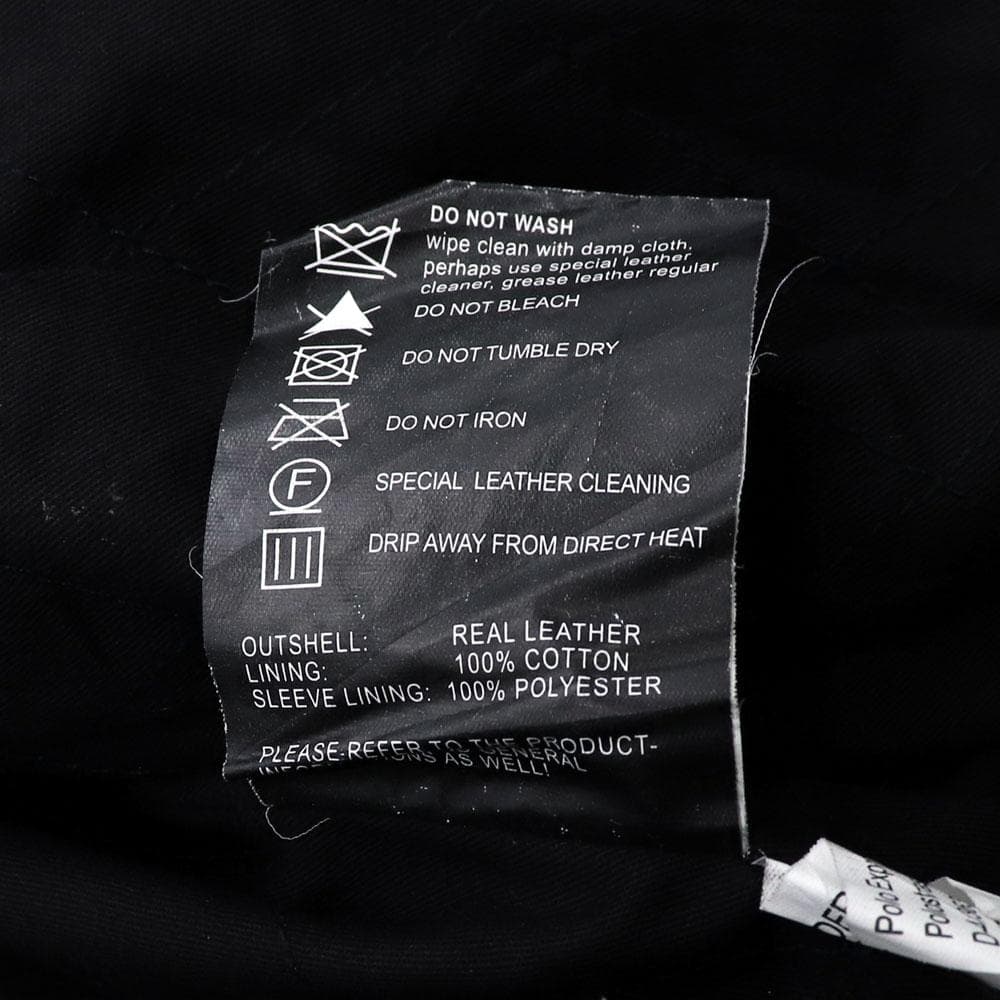 DO NOT WASH
wipe clean with damp cloth,
perhaps use special leather
cleaner, grease leather regular
DO NOT BLEACH
DO NOT TUMBLE DRY
DO NOT IRON
F
SPECIAL LEATHER CLEANING
DRIP AWAY FROM DIRECT HEAT
OUTSHELL: REAL LEATHER
LINING: 100% COTTON
SLEEVE LINING: 100% POLYESTER
PLEASE-REFER TO THE PRODUCT-
AS WELL!
Polo Exp